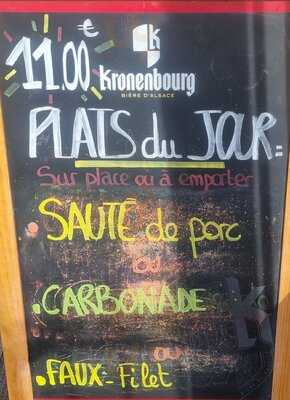 11.00 €
Kronenbourg
BIÈRE D'ALSACE
PLATS du JOUR=
Sur place ou à emporter
SAUTÉ de porc
ou
.CARBONADE
ou
.FAUX-Filet